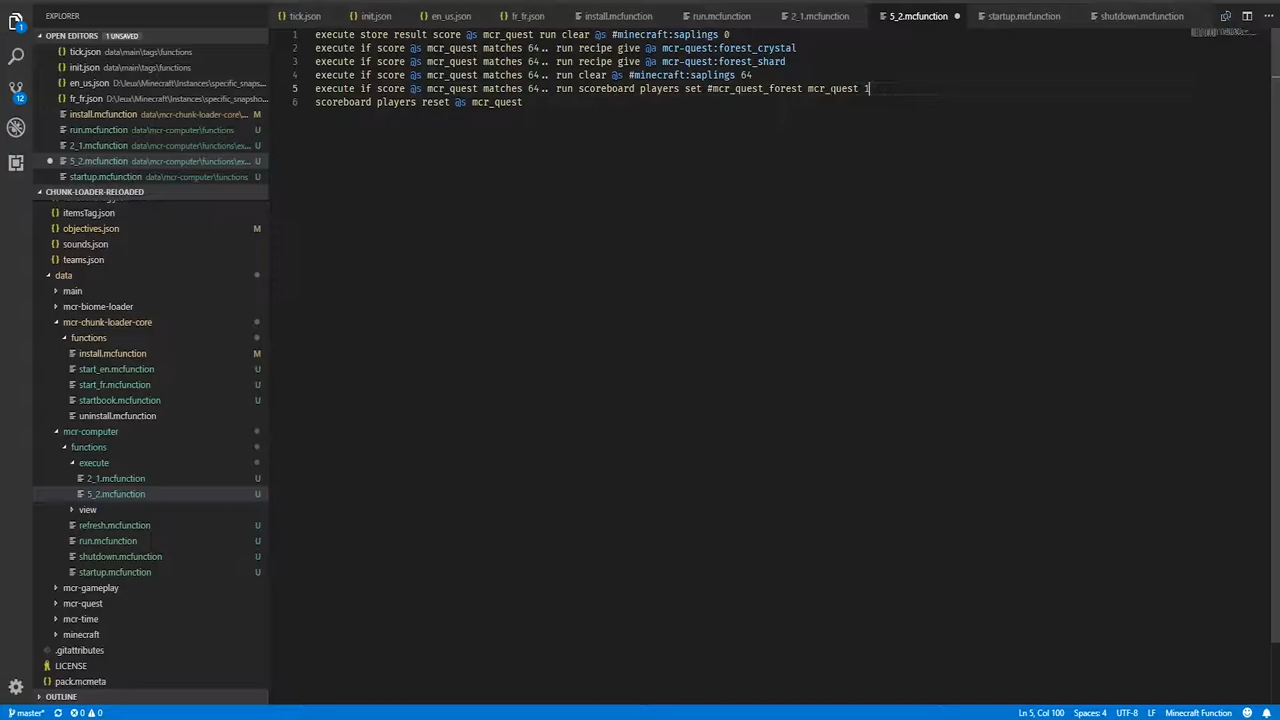 EXPLORER
tick.json
init.json
en_us.json
fr_fr.json
install.mcfunction
run.mcfunction
2_1.mcfunction
5_2.mcfunction
startup.mcfunction
shutdown.mcfunction
OPEN EDITORS 1 UNSAVED
tick.json data\main\tags\functions
init.json data\main\tags\functions
en_us.json D:\Jeux\Minecraft\Instances\specific_snaps...
fr_fr.json D:\Jeux\Minecraft\Instances\specific_snapsho...
install.mcfunction data\mcr-chunk-loader-core\... M
run.mcfunction data\mcr-computer\functions U
2_1.mcfunction data\mcr-computer\functions\ex... U
5_2.mcfunction data\mcr-computer\functions\ex... U
startup.mcfunction data\mcr-computer\functions U
CHUNK-LOADER-RELOADED
itemsTag.json
objectives.json M
sounds.json
teams.json
data
main
mcr-biome-loader
mcr-chunk-loader-core
functions
install.mcfunction M
start_en.mcfunction U
start_fr.mcfunction U
startbook.mcfunction U
uninstall.mcfunction
mcr-computer
functions
execute
2_1.mcfunction U
5_2.mcfunction U
view
refresh.mcfunction U
run.mcfunction U
shutdown.mcfunction U
startup.mcfunction U
mcr-gameplay
mcr-quest
mcr-time
minecraft
.gitattributes
LICENSE
pack.mcmeta
OUTLINE
12
1 execute store result score @s mcr_quest run clear @s #minecraft:saplings 0
2 execute if score @s mcr_quest matches 64.. run recipe give @a mcr-quest:forest_crystal
3 execute if score @s mcr_quest matches 64.. run recipe give @a mcr-quest:forest_shard
4 execute if score @s mcr_quest matches 64.. run clear @s #minecraft:saplings 64
5 execute if score @s mcr_quest matches 64.. run scoreboard players set #mcr_quest_forest mcr_quest 1
6 scoreboard players reset @s mcr_quest
master* 0 0
Ln 5, Col 100 Spaces: 4 UTF-8 LF Minecraft Function